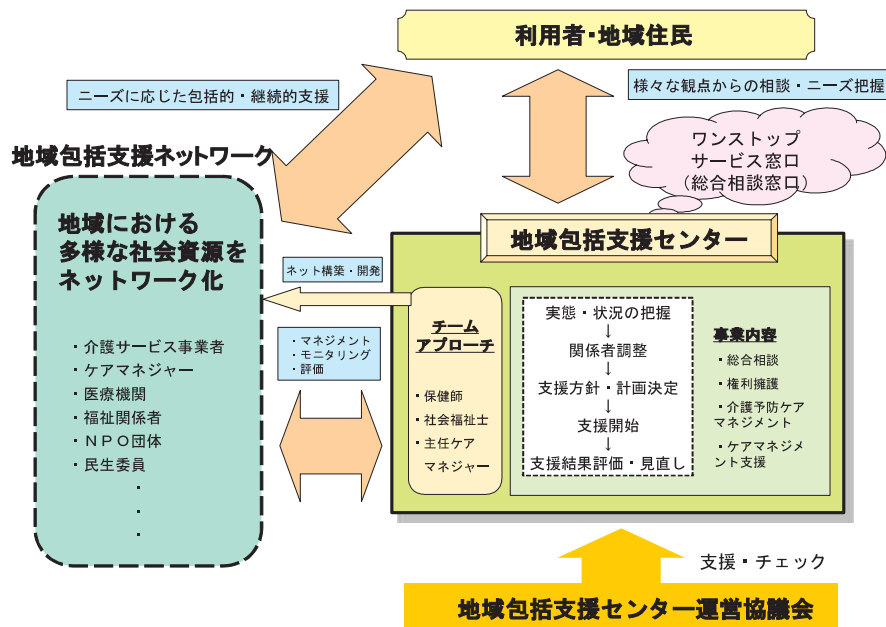 利用者・地域住民
ニーズに応じた包括的・継続的支援
様々な観点からの相談・ニーズ把握
ワンストップ
サービス窓口
（総合相談窓口）
地域包括支援ネットワーク
地域における
多様な社会資源を
ネットワーク化
・介護サービス事業者
・ケアマネジャー
・医療機関
・福祉関係者
・ＮＰＯ団体
・民生委員
・
・
・
ネット構築・開発
・マネジメント
・モニタリング
・評価
地域包括支援センター
チーム
アプローチ
・保健師
・社会福祉士
・主任ケア
マネジャー
実態・状況の把握
↓
関係者調整
↓
支援方針・計画決定
↓
支援開始
↓
支援結果評価・見直し
事業内容
・総合相談
・権利擁護
・介護予防ケア
マネジメント
・ケアマネジメ
ント支援
支援・チェック
地域包括支援センター運営協議会